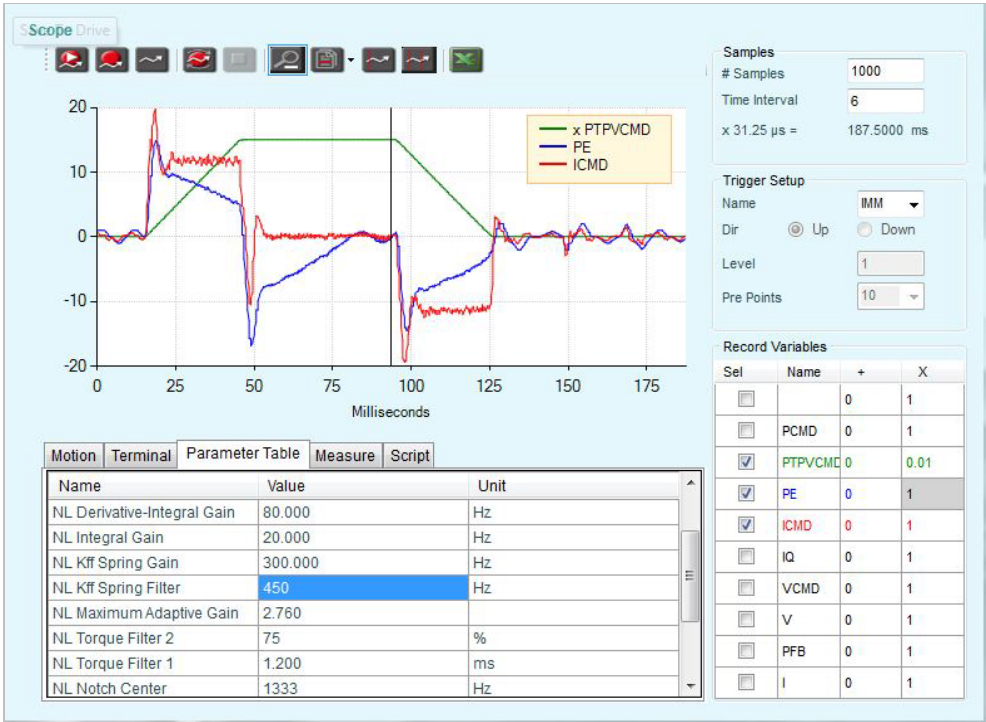 Scope
Save To Drive
20
10
0
-10
-20
0 25 50 75 100 125 150 175
Milliseconds
x PTPVCMD
PE
ICMD
Samples
# Samples 1000
Time Interval 6
x 31.25 µs = 187.5000 ms
Trigger Setup
Name IMM
Dir Up Down
Level 1
Pre Points 10
Record Variables
Sel Name + X
0 1
PCMD 0 1
PTPVCMD 0 0.01
PE 0 1
ICMD 0 1
IQ 0 1
VCMD 0 1
V 0 1
PFB 0 1
I 0 1
Motion Terminal Parameter Table Measure Script
Name Value Unit
NL Derivative-Integral Gain 80.000 Hz
NL Integral Gain 20.000 Hz
NL Kff Spring Gain 300.000 Hz
NL Kff Spring Filter 450 Hz
NL Maximum Adaptive Gain 2.760
NL Torque Filter 2 75 %
NL Torque Filter 1 1.200 ms
NL Notch Center 1333 Hz